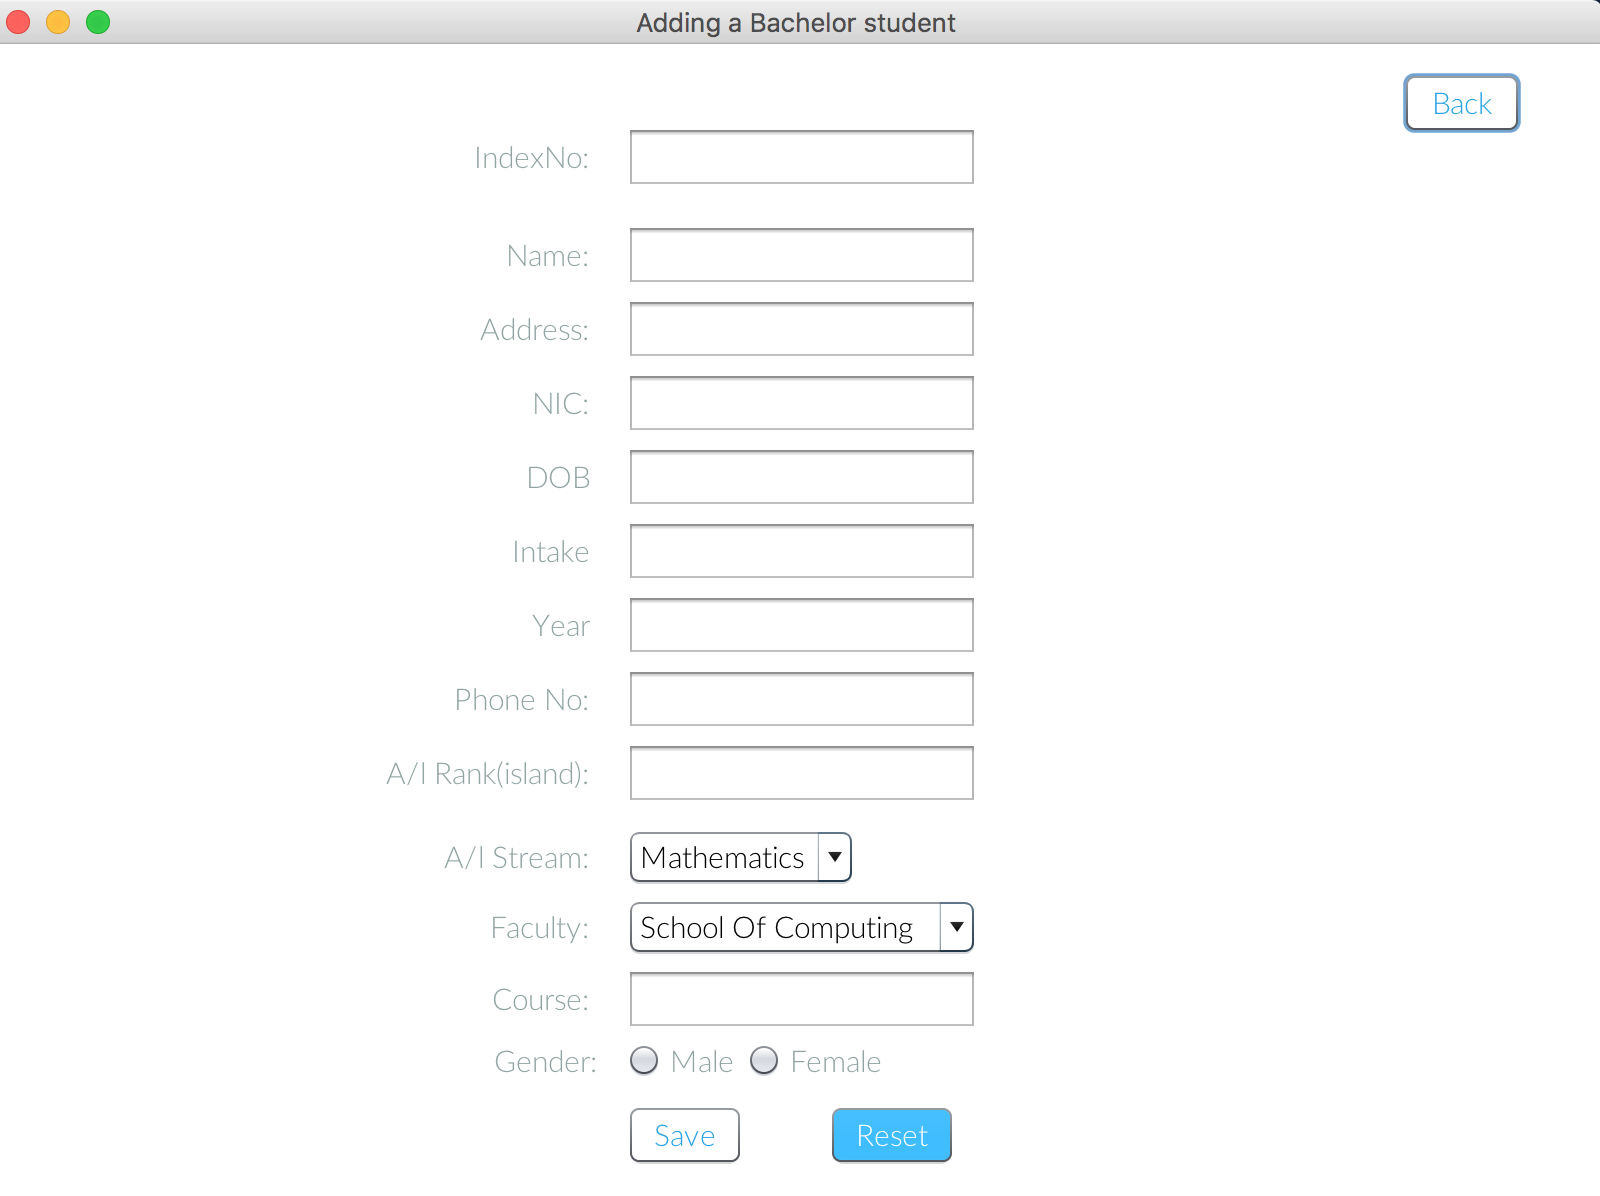 Adding a Bachelor student
Back
IndexNo:
Name:
Address:
NIC:
DOB
Intake
Year
Phone No:
A/l Rank(island):
A/l Stream: Mathematics
Faculty: School Of Computing
Course:
Gender: Male Female
Save Reset